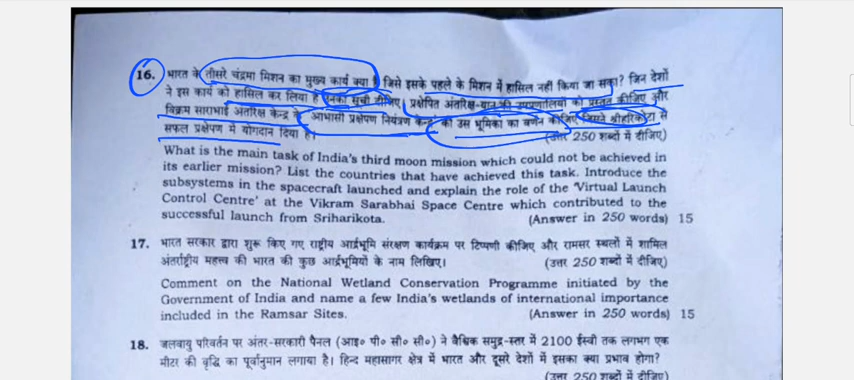 16. भारत के तीसरे चंद्रमा मिशन का मुख्य कार्य क्या है जिसे इसके पहले के मिशन में हासिल नहीं किया जा सका? जिन देशों
ने इस कार्य को हासिल कर लिया है उनकी सूची दीजिए। प्रक्षेपित अंतरिक्ष-यान की उपप्रणालियों को प्रस्तुत कीजिए और
विक्रम साराभाई अंतरिक्ष केन्द्र के आभासी प्रक्षेपण नियंत्रण केन्द्र की उस भूमिका का वर्णन कीजिए जिसने श्रीहरिकोटा से
सफल प्रक्षेपण में योगदान दिया है। (उत्तर 250 शब्दों में दीजिए)
What is the main task of India's third moon mission which could not be achieved in
its earlier mission? List the countries that have achieved this task. Introduce the
subsystems in the spacecraft launched and explain the role of the 'Virtual Launch
Control Centre' at the Vikram Sarabhai Space Centre which contributed to the
successful launch from Sriharikota. (Answer in 250 words) 15
17. भारत सरकार द्वारा शुरू किए गए राष्ट्रीय आर्द्रभूमि संरक्षण कार्यक्रम पर टिप्पणी कीजिए और रामसर स्थलों में शामिल
अंतर्राष्ट्रीय महत्त्व की भारत की कुछ आर्द्रभूमियों के नाम लिखिए। (उत्तर 250 शब्दों में दीजिए)
Comment on the National Wetland Conservation Programme initiated by the
Government of India and name a few India's wetlands of international importance
included in the Ramsar Sites. (Answer in 250 words) 15
18. जलवायु परिवर्तन पर अंतर-सरकारी पैनल (आइ० पी० सी० सी०) ने वैश्विक समुद्र-स्तर में 2100 ईस्वी तक लगभग एक
मीटर की वृद्धि का पूर्वानुमान लगाया है। हिन्द महासागर क्षेत्र में भारत और दूसरे देशों में इसका क्या प्रभाव होगा?
(उत्तर 250 शब्दों में दीजिए)